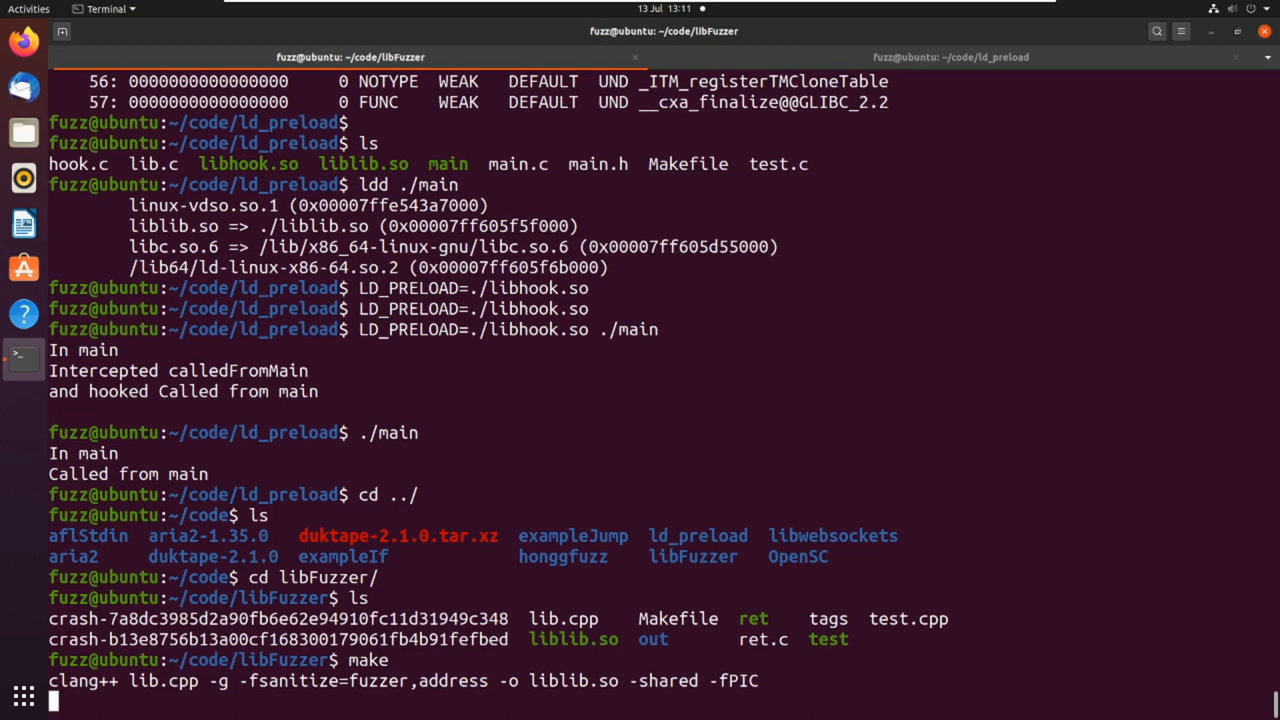 Activities Terminal 13 Jul 13:11
fuzz@ubuntu: ~/code/libFuzzer
fuzz@ubuntu: ~/code/libFuzzer fuzz@ubuntu: ~/code/ld_preload
56: 0000000000000000 0 NOTYPE WEAK DEFAULT UND _ITM_registerTMCloneTable
57: 0000000000000000 0 FUNC WEAK DEFAULT UND __cxa_finalize@@GLIBC_2.2
fuzz@ubuntu:~/code/ld_preload$
fuzz@ubuntu:~/code/ld_preload$ ls
hook.c lib.c libhook.so liblib.so main main.c main.h Makefile test.c
fuzz@ubuntu:~/code/ld_preload$ ldd ./main
linux-vdso.so.1 (0x00007ffe543a7000)
liblib.so => ./liblib.so (0x00007ff605f5f000)
libc.so.6 => /lib/x86_64-linux-gnu/libc.so.6 (0x00007ff605d55000)
/lib64/ld-linux-x86-64.so.2 (0x00007ff605f6b000)
fuzz@ubuntu:~/code/ld_preload$ LD_PRELOAD=./libhook.so
fuzz@ubuntu:~/code/ld_preload$ LD_PRELOAD=./libhook.so
fuzz@ubuntu:~/code/ld_preload$ LD_PRELOAD=./libhook.so ./main
In main
Intercepted calledFromMain
and hooked Called from main
fuzz@ubuntu:~/code/ld_preload$ ./main
In main
Called from main
fuzz@ubuntu:~/code/ld_preload$ cd ../
fuzz@ubuntu:~/code$ ls
aflStdin aria2-1.35.0 duktape-2.1.0.tar.xz exampleJump ld_preload libwebsockets
aria2 duktape-2.1.0 exampleIf honggfuzz libFuzzer OpenSC
fuzz@ubuntu:~/code$ cd libFuzzer/
fuzz@ubuntu:~/code/libFuzzer$ ls
crash-7a8dc3985d2a90fb6e62e94910fc11d31949c348 lib.cpp Makefile ret tags test.cpp
crash-b13e8756b13a00cf168300179061fb4b91fefbed liblib.so out ret.c test
fuzz@ubuntu:~/code/libFuzzer$ make
clang++ lib.cpp -g -fsanitize=fuzzer,address -o liblib.so -shared -fPIC